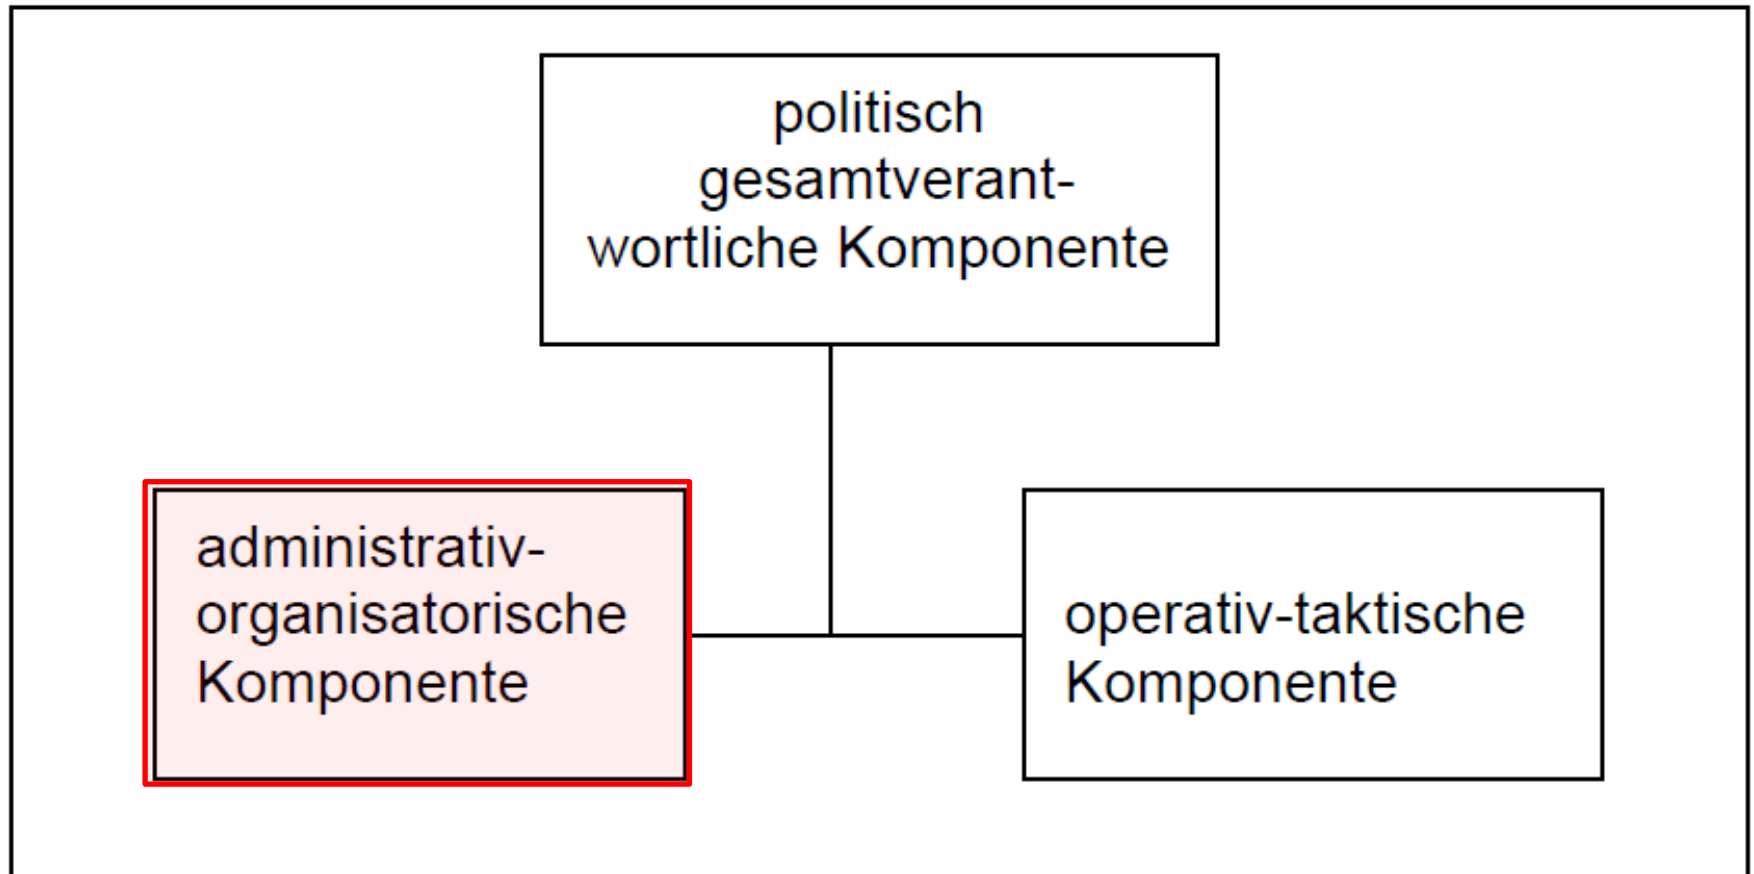 politisch
gesamtverant-
wortliche Komponente
administrativ-
organisatorische
Komponente
operativ-taktische
Komponente